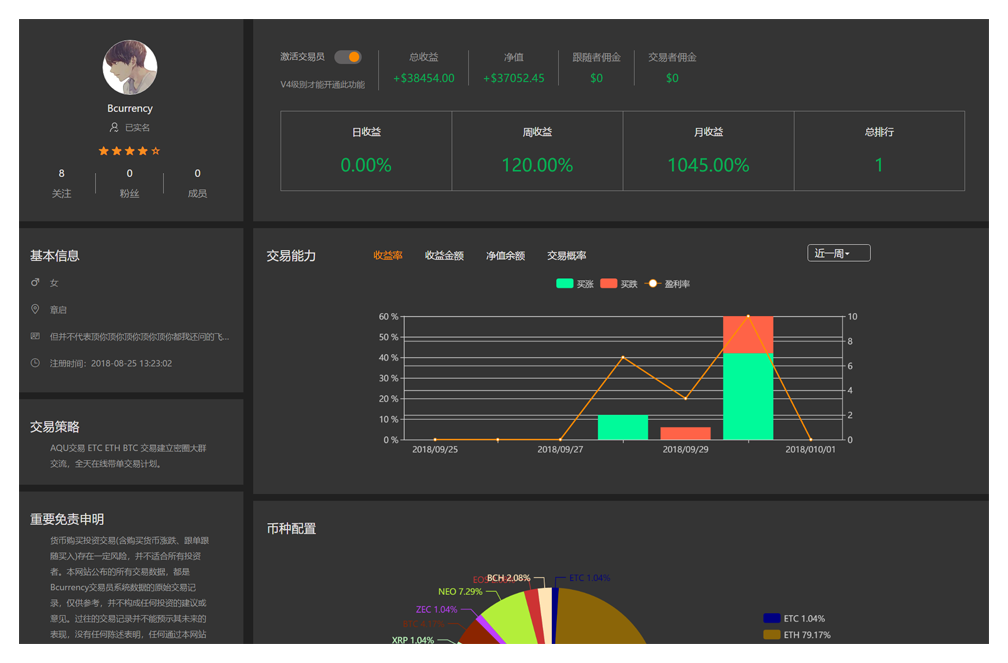 Bcurrency
已实名
8
0
0
关注
粉丝
成员
激活交易员
V4级别才能开通此功能
总收益
+$38454.00
净值
+$37052.45
跟随者佣金
$0
交易者佣金
$0
日收益
0.00%
周收益
120.00%
月收益
1045.00%
总排行
1
基本信息
女
章启
但并不代表顶你顶你顶你顶你顶你都我还问的飞...
注册时间：2018-08-25 13:23:02
交易策略
AQU交易 ETC ETH BTC 交易建立密圈大群
交流，全天在线带单交易计划。
重要免责申明
货币购买投资交易(含购买货币涨跌、跟单跟
随买入)存在一定风险，并不适合所有投资
者。本网站公布的所有交易数据，都是
Bcurrency交易员系统数据的原始交易记
录，仅供参考，并不构成任何投资的建议或
意见。过往的交易记录并不能预示其未来的
表现，没有任何陈述表明，任何通过本网站
交易能力
收益率
收益金额
净值余额
交易概率
近一周
买涨
买跌
盈利率
60 %
50 %
40 %
30 %
20 %
10 %
0 %
10
8
6
4
2
0
2018/09/25
2018/09/27
2018/09/29
2018/010/01
币种配置
BCH 2.08%
ETC 1.04%
NEO 7.29%
ZEC 1.04%
XRP 1.04%
ETC 1.04%
ETH 79.17%